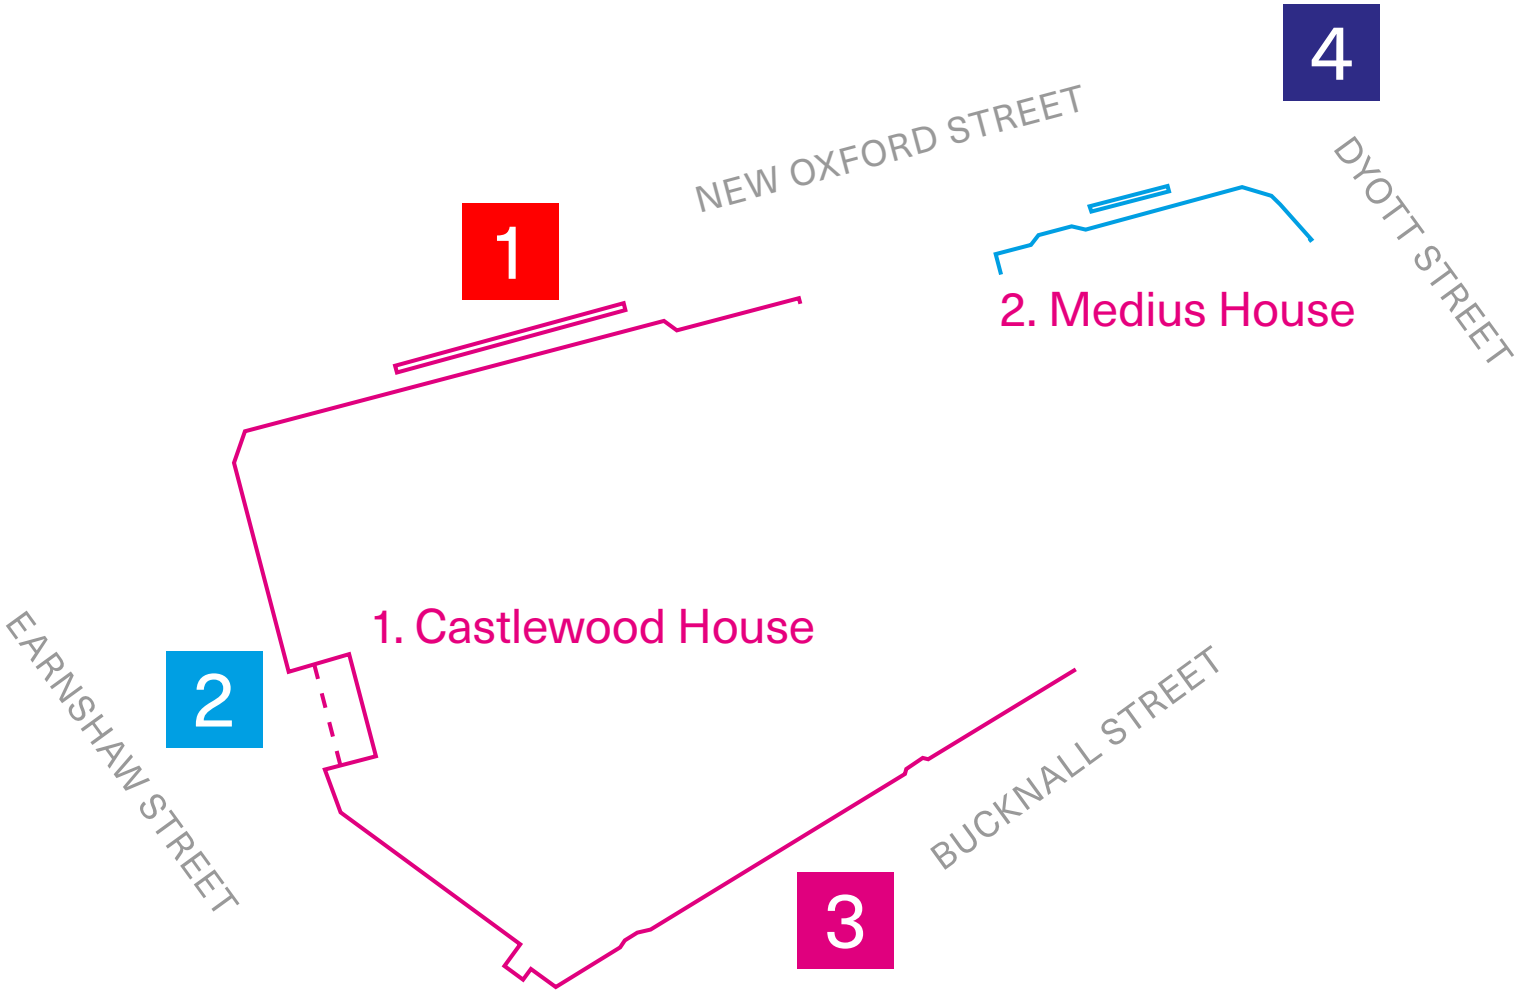 4
NEW OXFORD STREET
DYOTT STREET
1
2. Medius House
1. Castlewood House
EARNSHAW STREET
2
BUCKNALL STREET
3